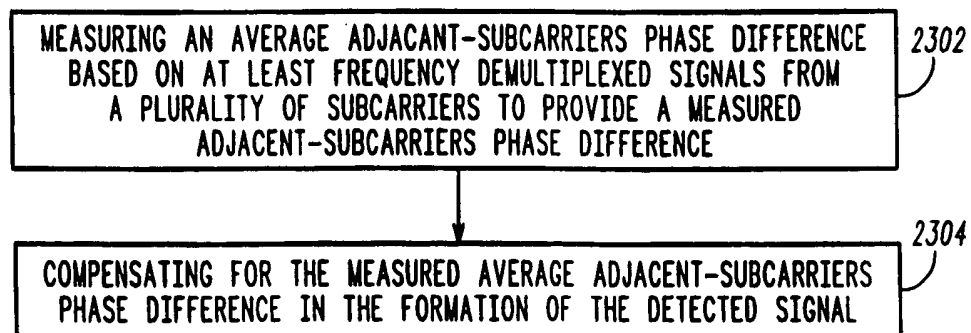 MEASURING AN AVERAGE ADJACANT-SUBCARRIERS PHASE DIFFERENCE
BASED ON AT LEAST FREQUENCY DEMULTIPLEXED SIGNALS FROM
A PLURALITY OF SUBCARRIERS TO PROVIDE A MEASURED
ADJACENT-SUBCARRIERS PHASE DIFFERENCE
2302
COMPENSATING FOR THE MEASURED AVERAGE ADJACENT-SUBCARRIERS
PHASE DIFFERENCE IN THE FORMATION OF THE DETECTED SIGNAL
2304